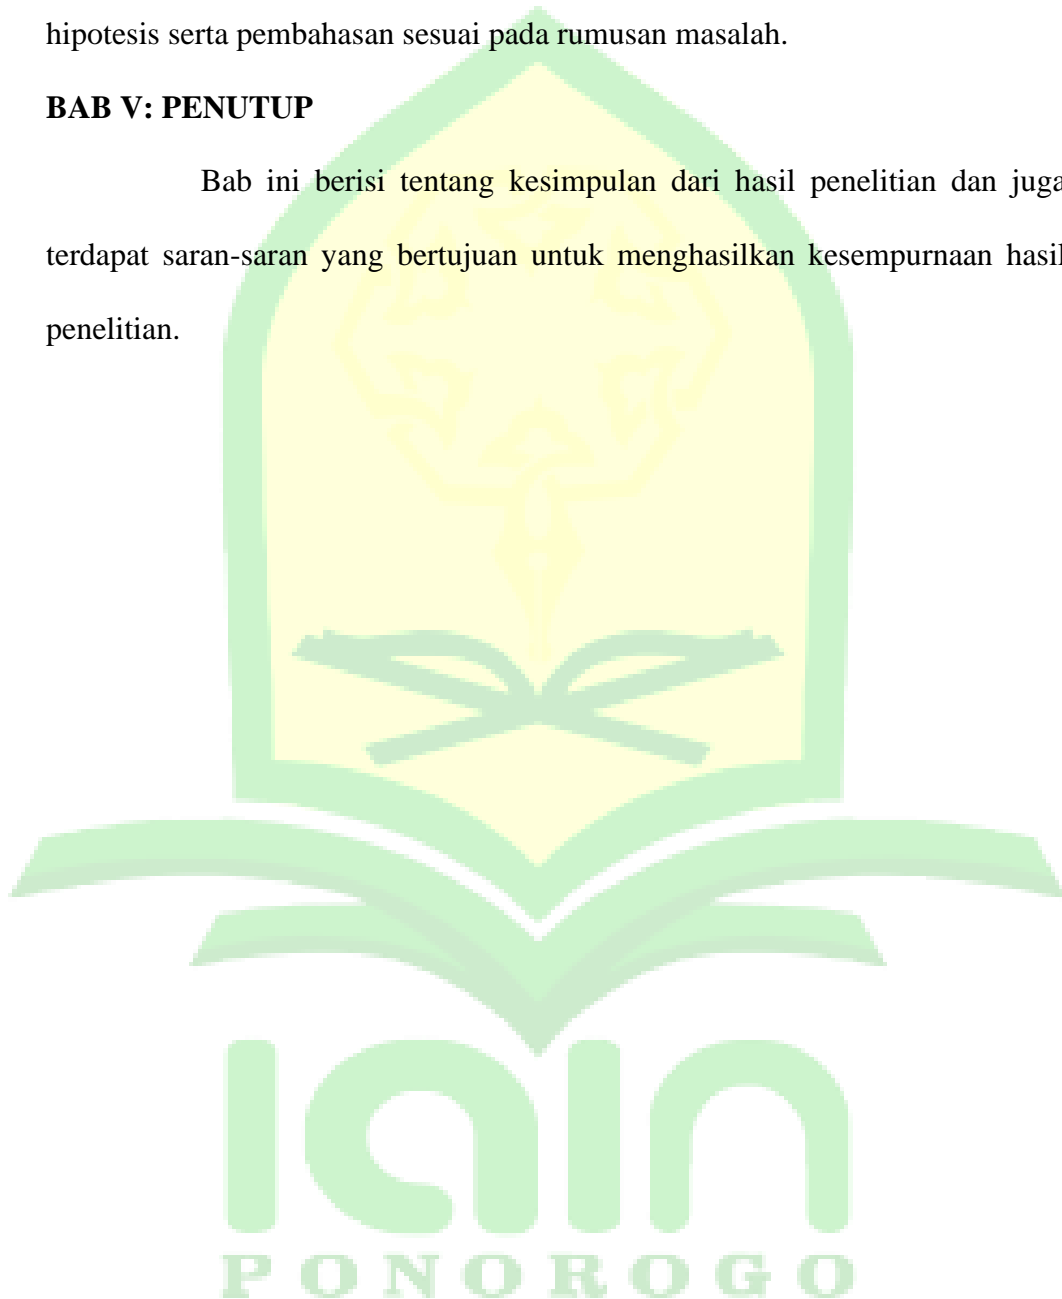 hipotesis serta pembahasan sesuai pada rumusan masalah.
BAB V: PENUTUP
Bab ini berisi tentang kesimpulan dari hasil penelitian dan juga
terdapat saran-saran yang bertujuan untuk menghasilkan kesempurnaan hasil
penelitian.
iain
PONOROGO